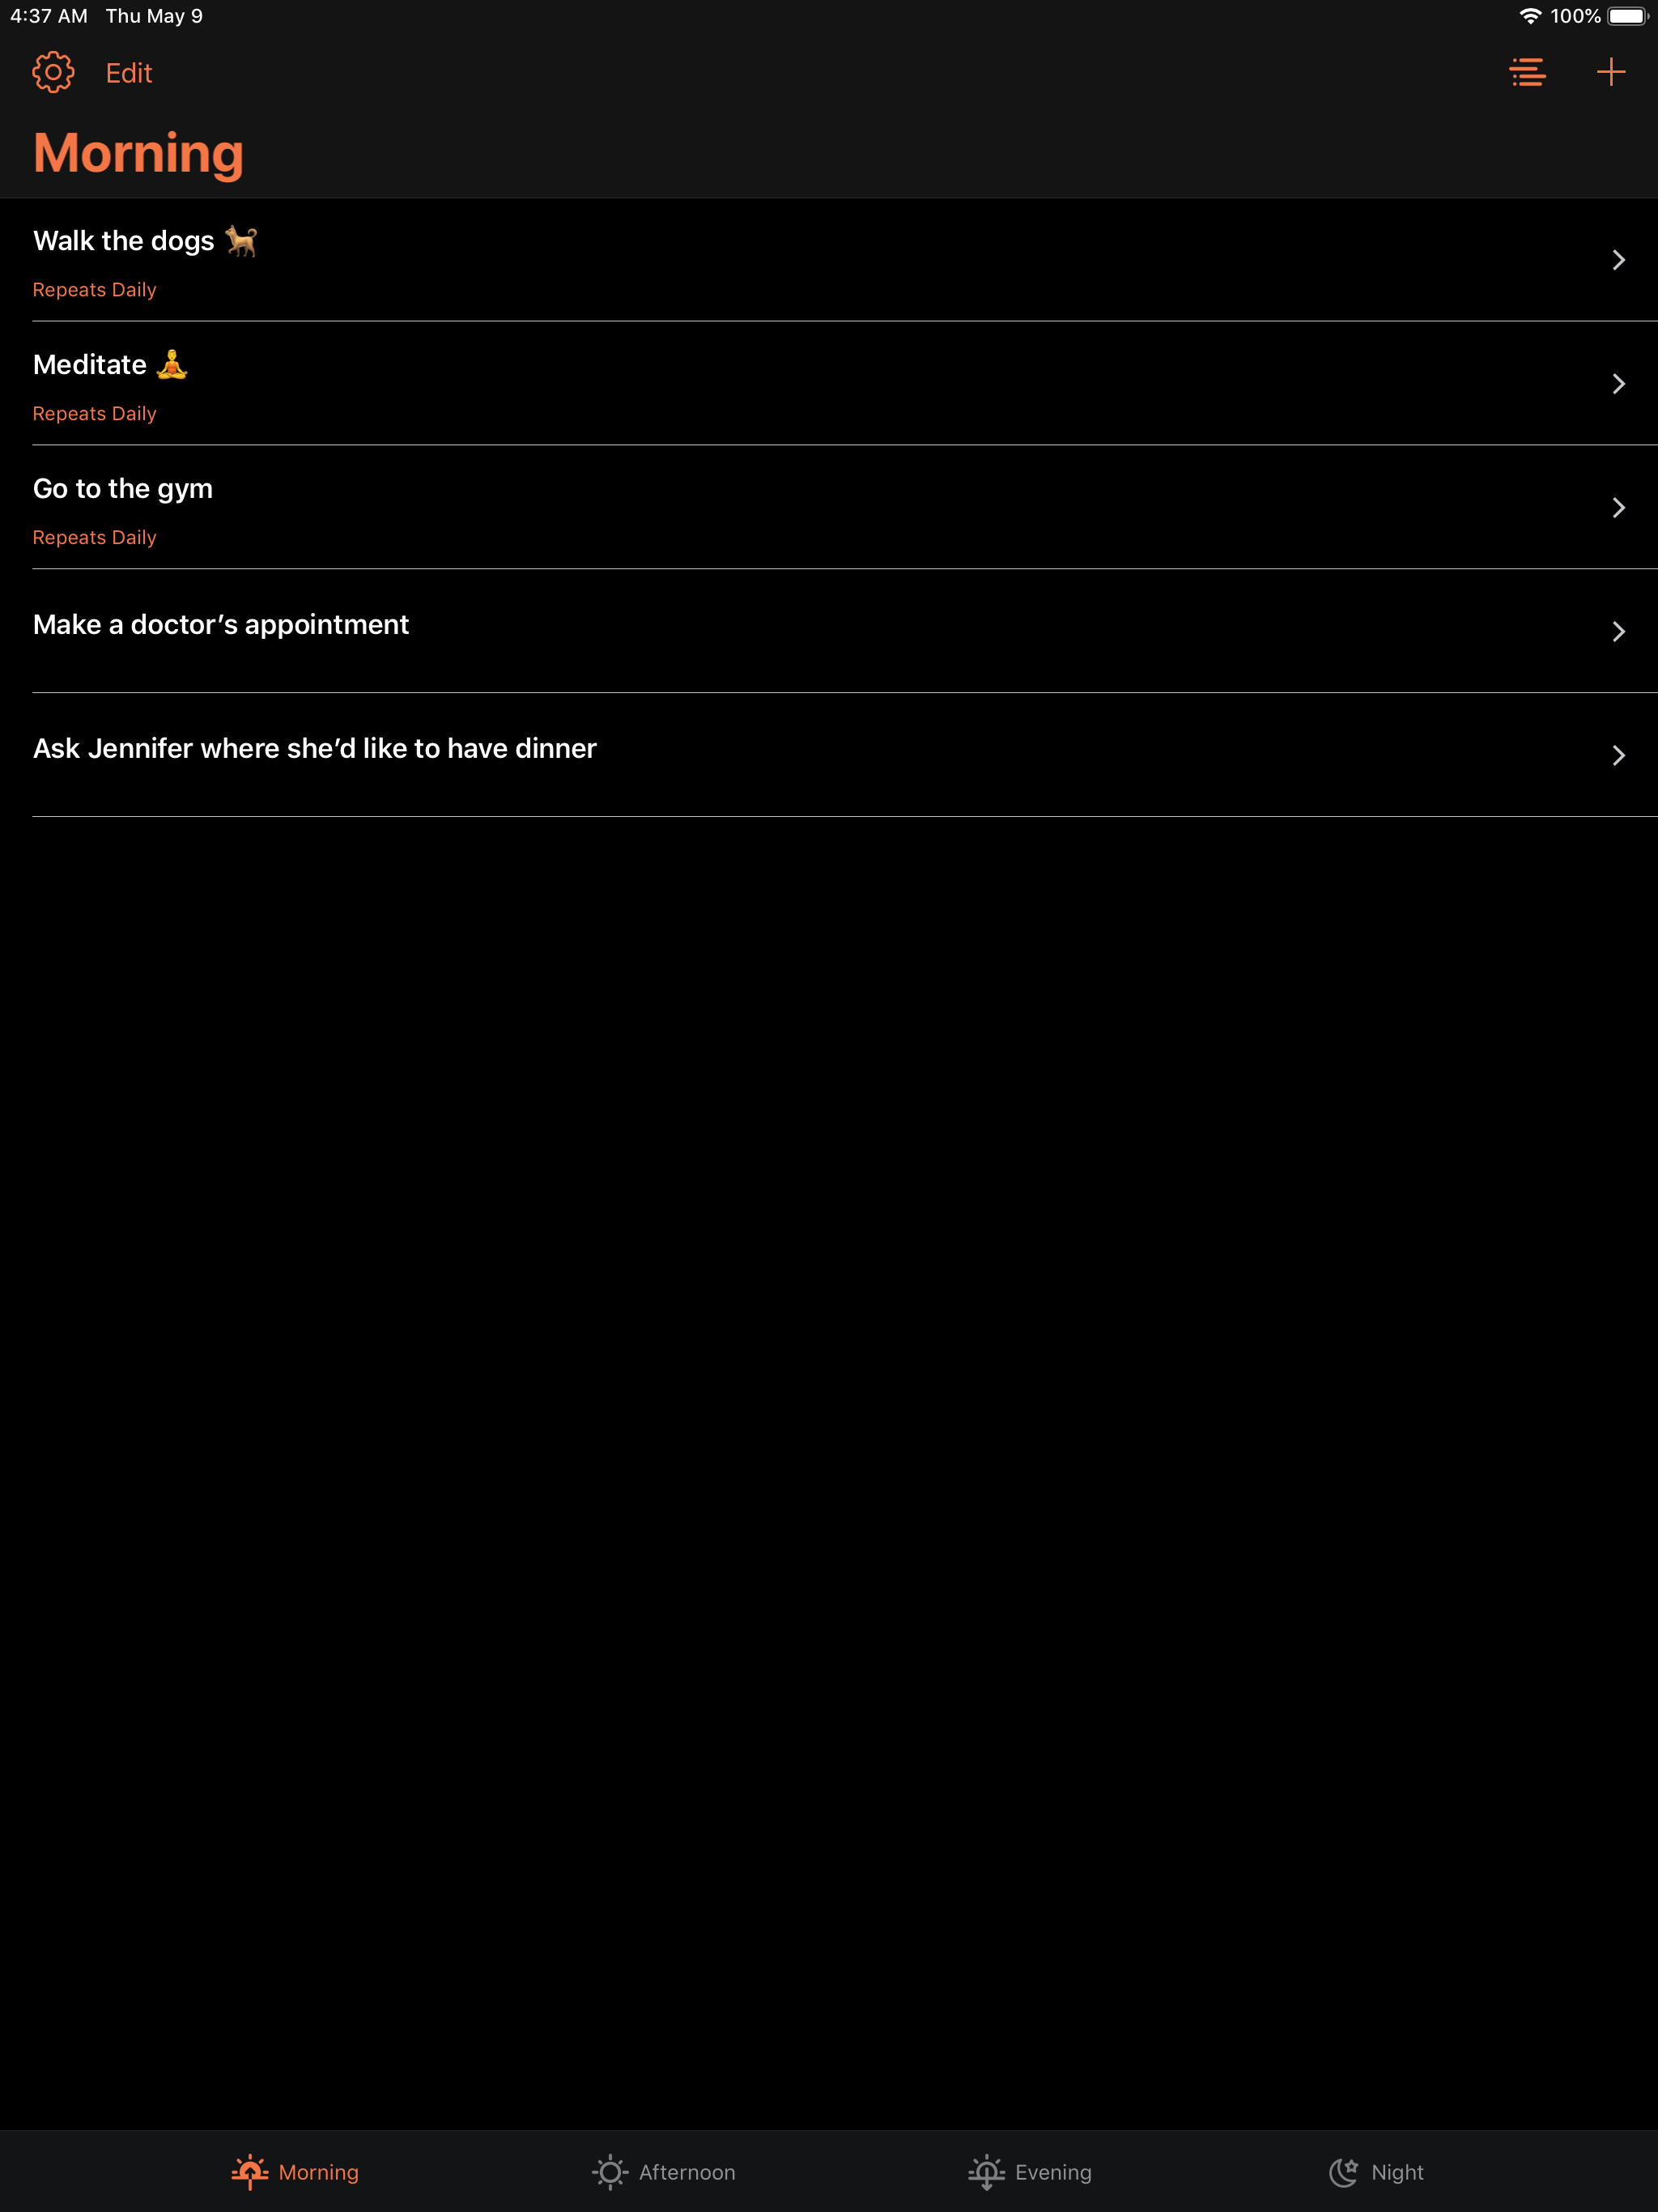 4:37 AM Thu May 9 100%
Edit
Morning
Walk the dogs 🐕
Repeats Daily
Meditate 🧘
Repeats Daily
Go to the gym
Repeats Daily
Make a doctor’s appointment
Ask Jennifer where she’d like to have dinner
Morning Afternoon Evening Night